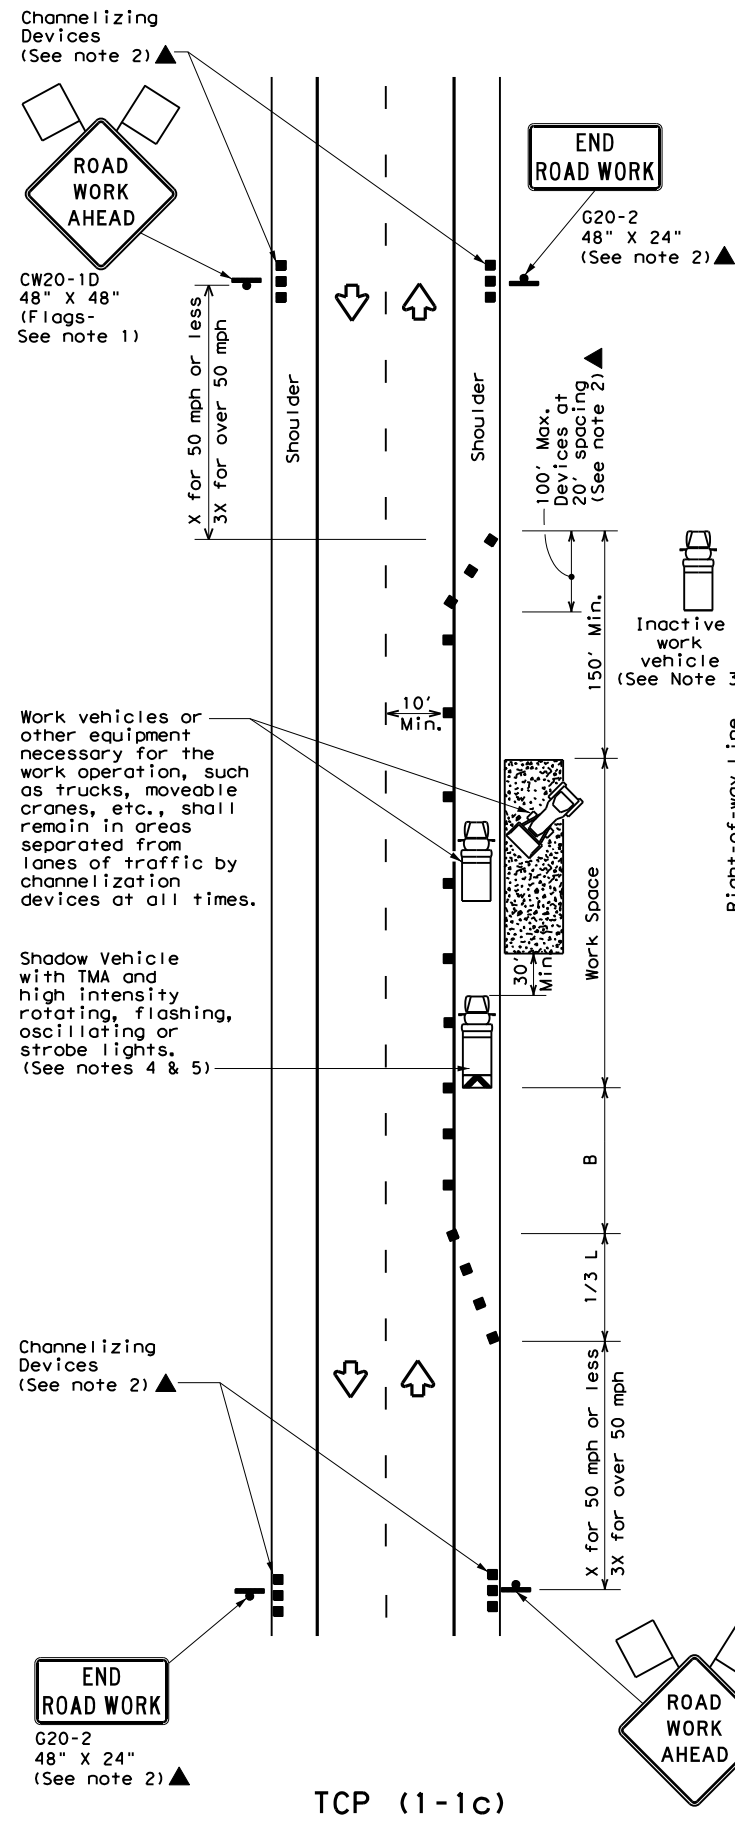 Channelizing
Devices
(See note 2)
ROAD
WORK
AHEAD
CW20-1D
48" X 48"
(Flags-
See note 1)
END
ROAD WORK
G20-2
48" X 24"
(See note 2)
X for 50 mph or less
3X for over 50 mph
Shoulder
Shoulder
100' Max.
Devices at
20' spacing
(See note 2)
150' Min.
Inactive
work
vehicle
(See Note 3
Right-of-way Line
10'
Min.
Work vehicles or
other equipment
necessary for the
work operation, such
as trucks, moveable
cranes, etc., shall
remain in areas
separated from
lanes of traffic by
channelization
devices at all times.
Work Space
30'
Min
Shadow Vehicle
with TMA and
high intensity
rotating, flashing,
oscillating or
strobe lights.
(See notes 4 & 5)
B
1/3 L
Channelizing
Devices
(See note 2)
X for 50 mph or less
3X for over 50 mph
END
ROAD WORK
G20-2
48" X 24"
(See note 2)
ROAD
WORK
AHEAD
TCP (1-1c)